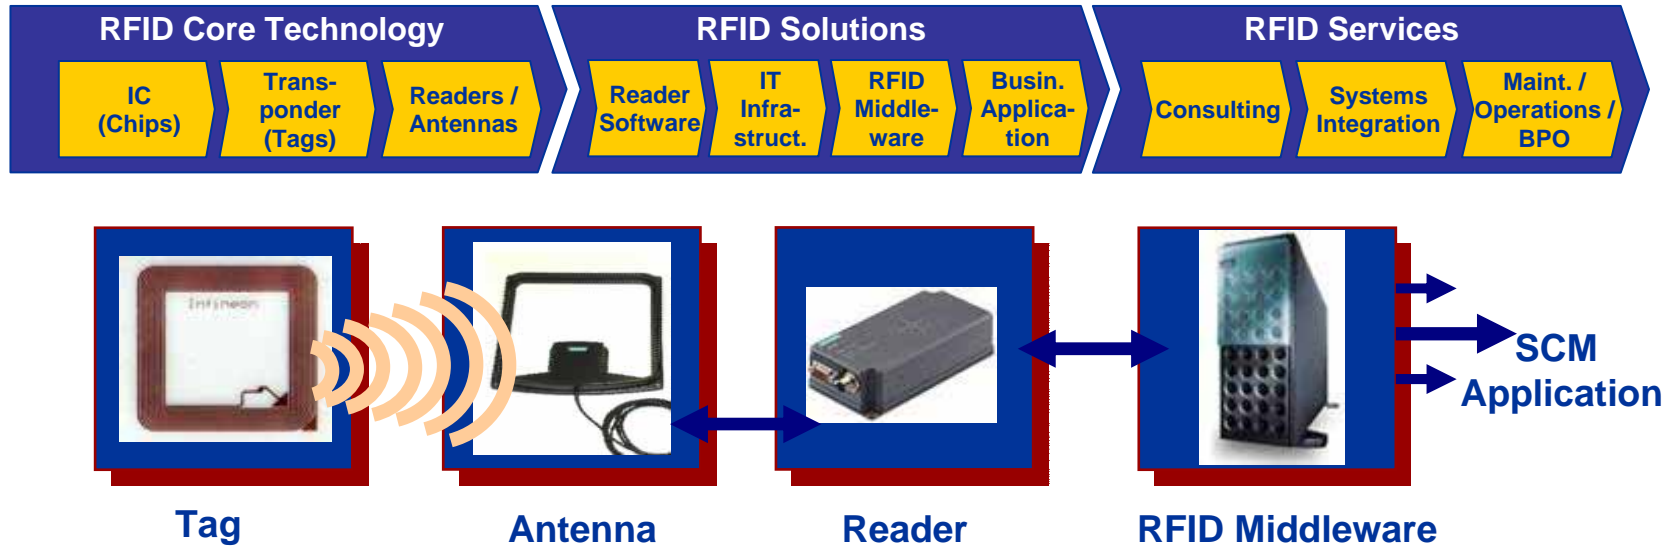 RFID Core Technology
RFID Solutions
RFID Services
IC
(Chips)
Trans-
ponder
(Tags)
Readers /
Antennas
Reader
Software
IT
Infra-
struct.
RFID
Middle-
ware
Busin.
Applica-
tion
Consulting
Systems
Integration
Maint. /
Operations /
BPO
Infineon
SCM
Application
Tag
Antenna
Reader
RFID Middleware